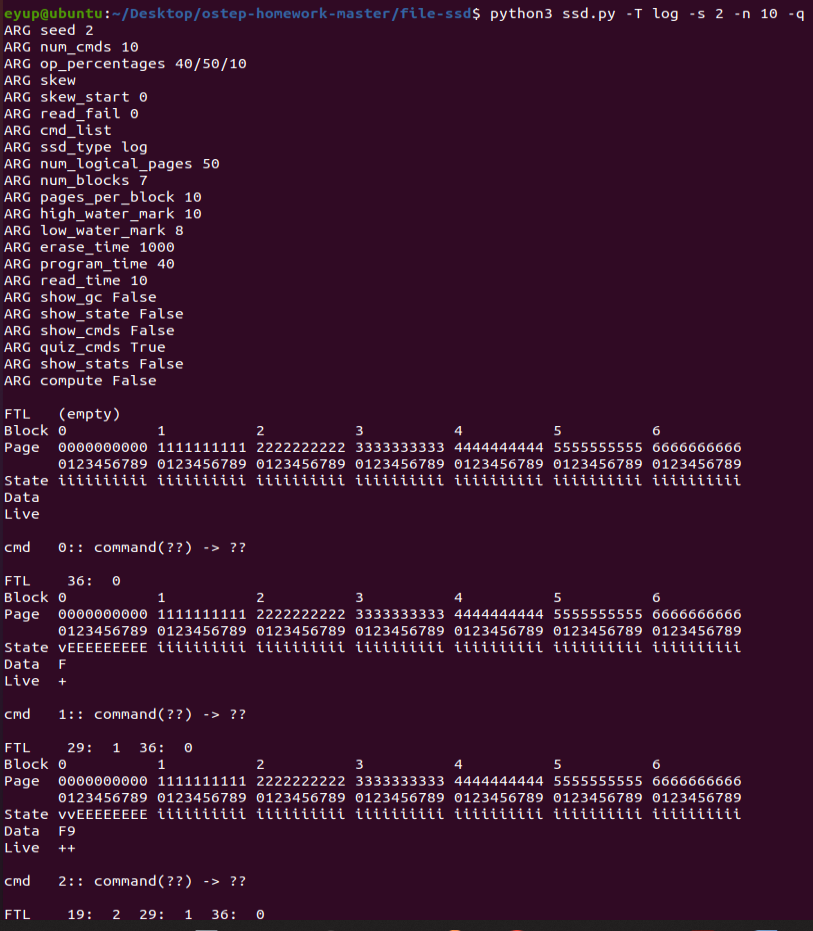 eyup@ubuntu:~/Desktop/ostep-homework-master/file-ssd$ python3 ssd.py -T log -s 2 -n 10 -q
ARG seed 2
ARG num_cmds 10
ARG op_percentages 40/50/10
ARG skew
ARG skew_start 0
ARG read_fail 0
ARG cmd_list
ARG ssd_type log
ARG num_logical_pages 50
ARG num_blocks 7
ARG pages_per_block 10
ARG high_water_mark 10
ARG low_water_mark 8
ARG erase_time 1000
ARG program_time 40
ARG read_time 10
ARG show_gc False
ARG show_state False
ARG show_cmds False
ARG quiz_cmds True
ARG show_stats False
ARG compute False

FTL   (empty)
Block 0          1          2          3          4          5          6
Page  0000000000 1111111111 2222222222 3333333333 4444444444 5555555555 6666666666
      0123456789 0123456789 0123456789 0123456789 0123456789 0123456789 0123456789
State iiiiiiiiii iiiiiiiiii iiiiiiiiii iiiiiiiiii iiiiiiiiii iiiiiiiiii iiiiiiiiii
Data
Live

cmd   0:: command(??) -> ??

FTL    36:  0
Block 0          1          2          3          4          5          6
Page  0000000000 1111111111 2222222222 3333333333 4444444444 5555555555 6666666666
      0123456789 0123456789 0123456789 0123456789 0123456789 0123456789 0123456789
State vEEEEEEEEE iiiiiiiiii iiiiiiiiii iiiiiiiiii iiiiiiiiii iiiiiiiiii iiiiiiiiii
Data  F
Live  +

cmd   1:: command(??) -> ??

FTL    29:  1  36:  0
Block 0          1          2          3          4          5          6
Page  0000000000 1111111111 2222222222 3333333333 4444444444 5555555555 6666666666
      0123456789 0123456789 0123456789 0123456789 0123456789 0123456789 0123456789
State vvEEEEEEEE iiiiiiiiii iiiiiiiiii iiiiiiiiii iiiiiiiiii iiiiiiiiii iiiiiiiiii
Data  F9
Live  ++

cmd   2:: command(??) -> ??

FTL    19:  2  29:  1  36:  0